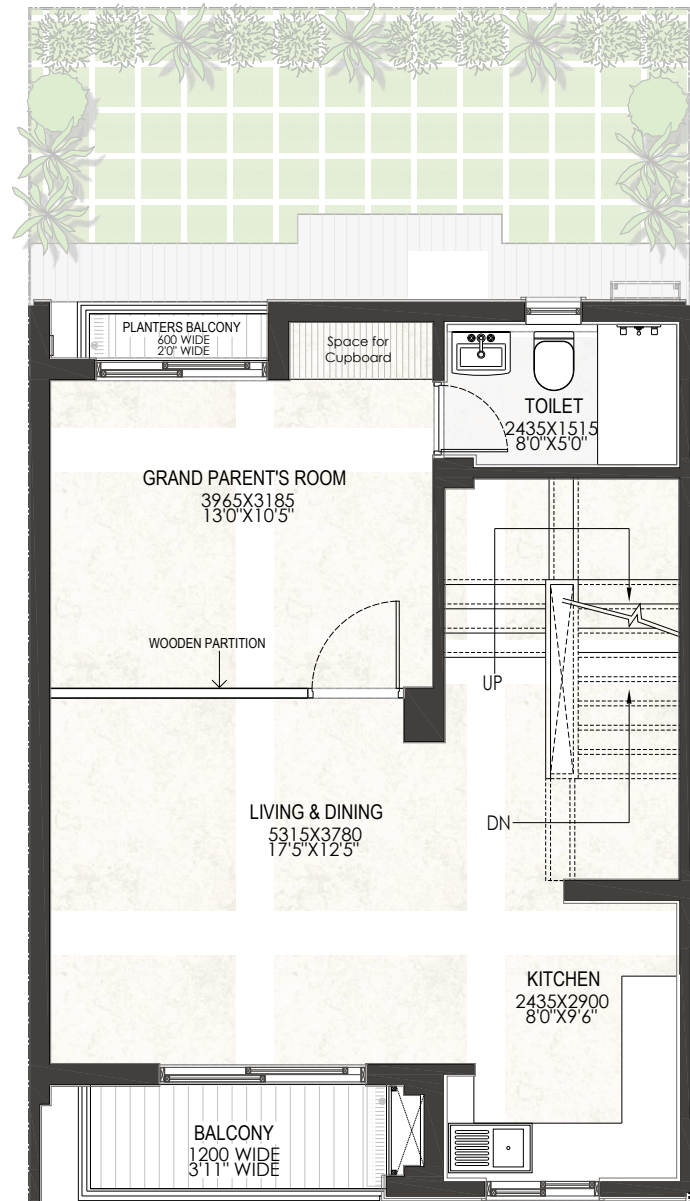 PLANTERS BALCONY
600 WIDE
2'0" WIDE
Space for
Cupboard
TOILET
2435X1515
8'0"X5'0"
GRAND PARENT'S ROOM
3965X3185
13'0"X10'5"
WOODEN PARTITION
UP
LIVING & DINING
5315X3780
17'5"X12'5"
DN
KITCHEN
2435X2900
8'0"X9'6"
BALCONY
1200 WIDE
3'11" WIDE